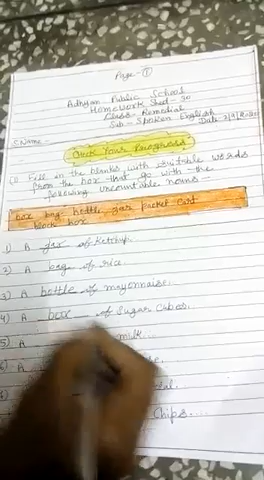 Page - 1
Adhyan Public School
Homework Sheet - 30
Class - Remedial
Sub - Spoken English
Date
S.Name -
Check Your Progress
Fill in the blanks with suitable words
from the box that go with the
following uncountable nouns -
box bag bottle jar packet cart
block box
1) A jar of Ketchup.
2) A bag of rice.
3) A bottle of mayonnaise.
4) A box of Sugar Cubes.
5) A milk...
A
Chips....